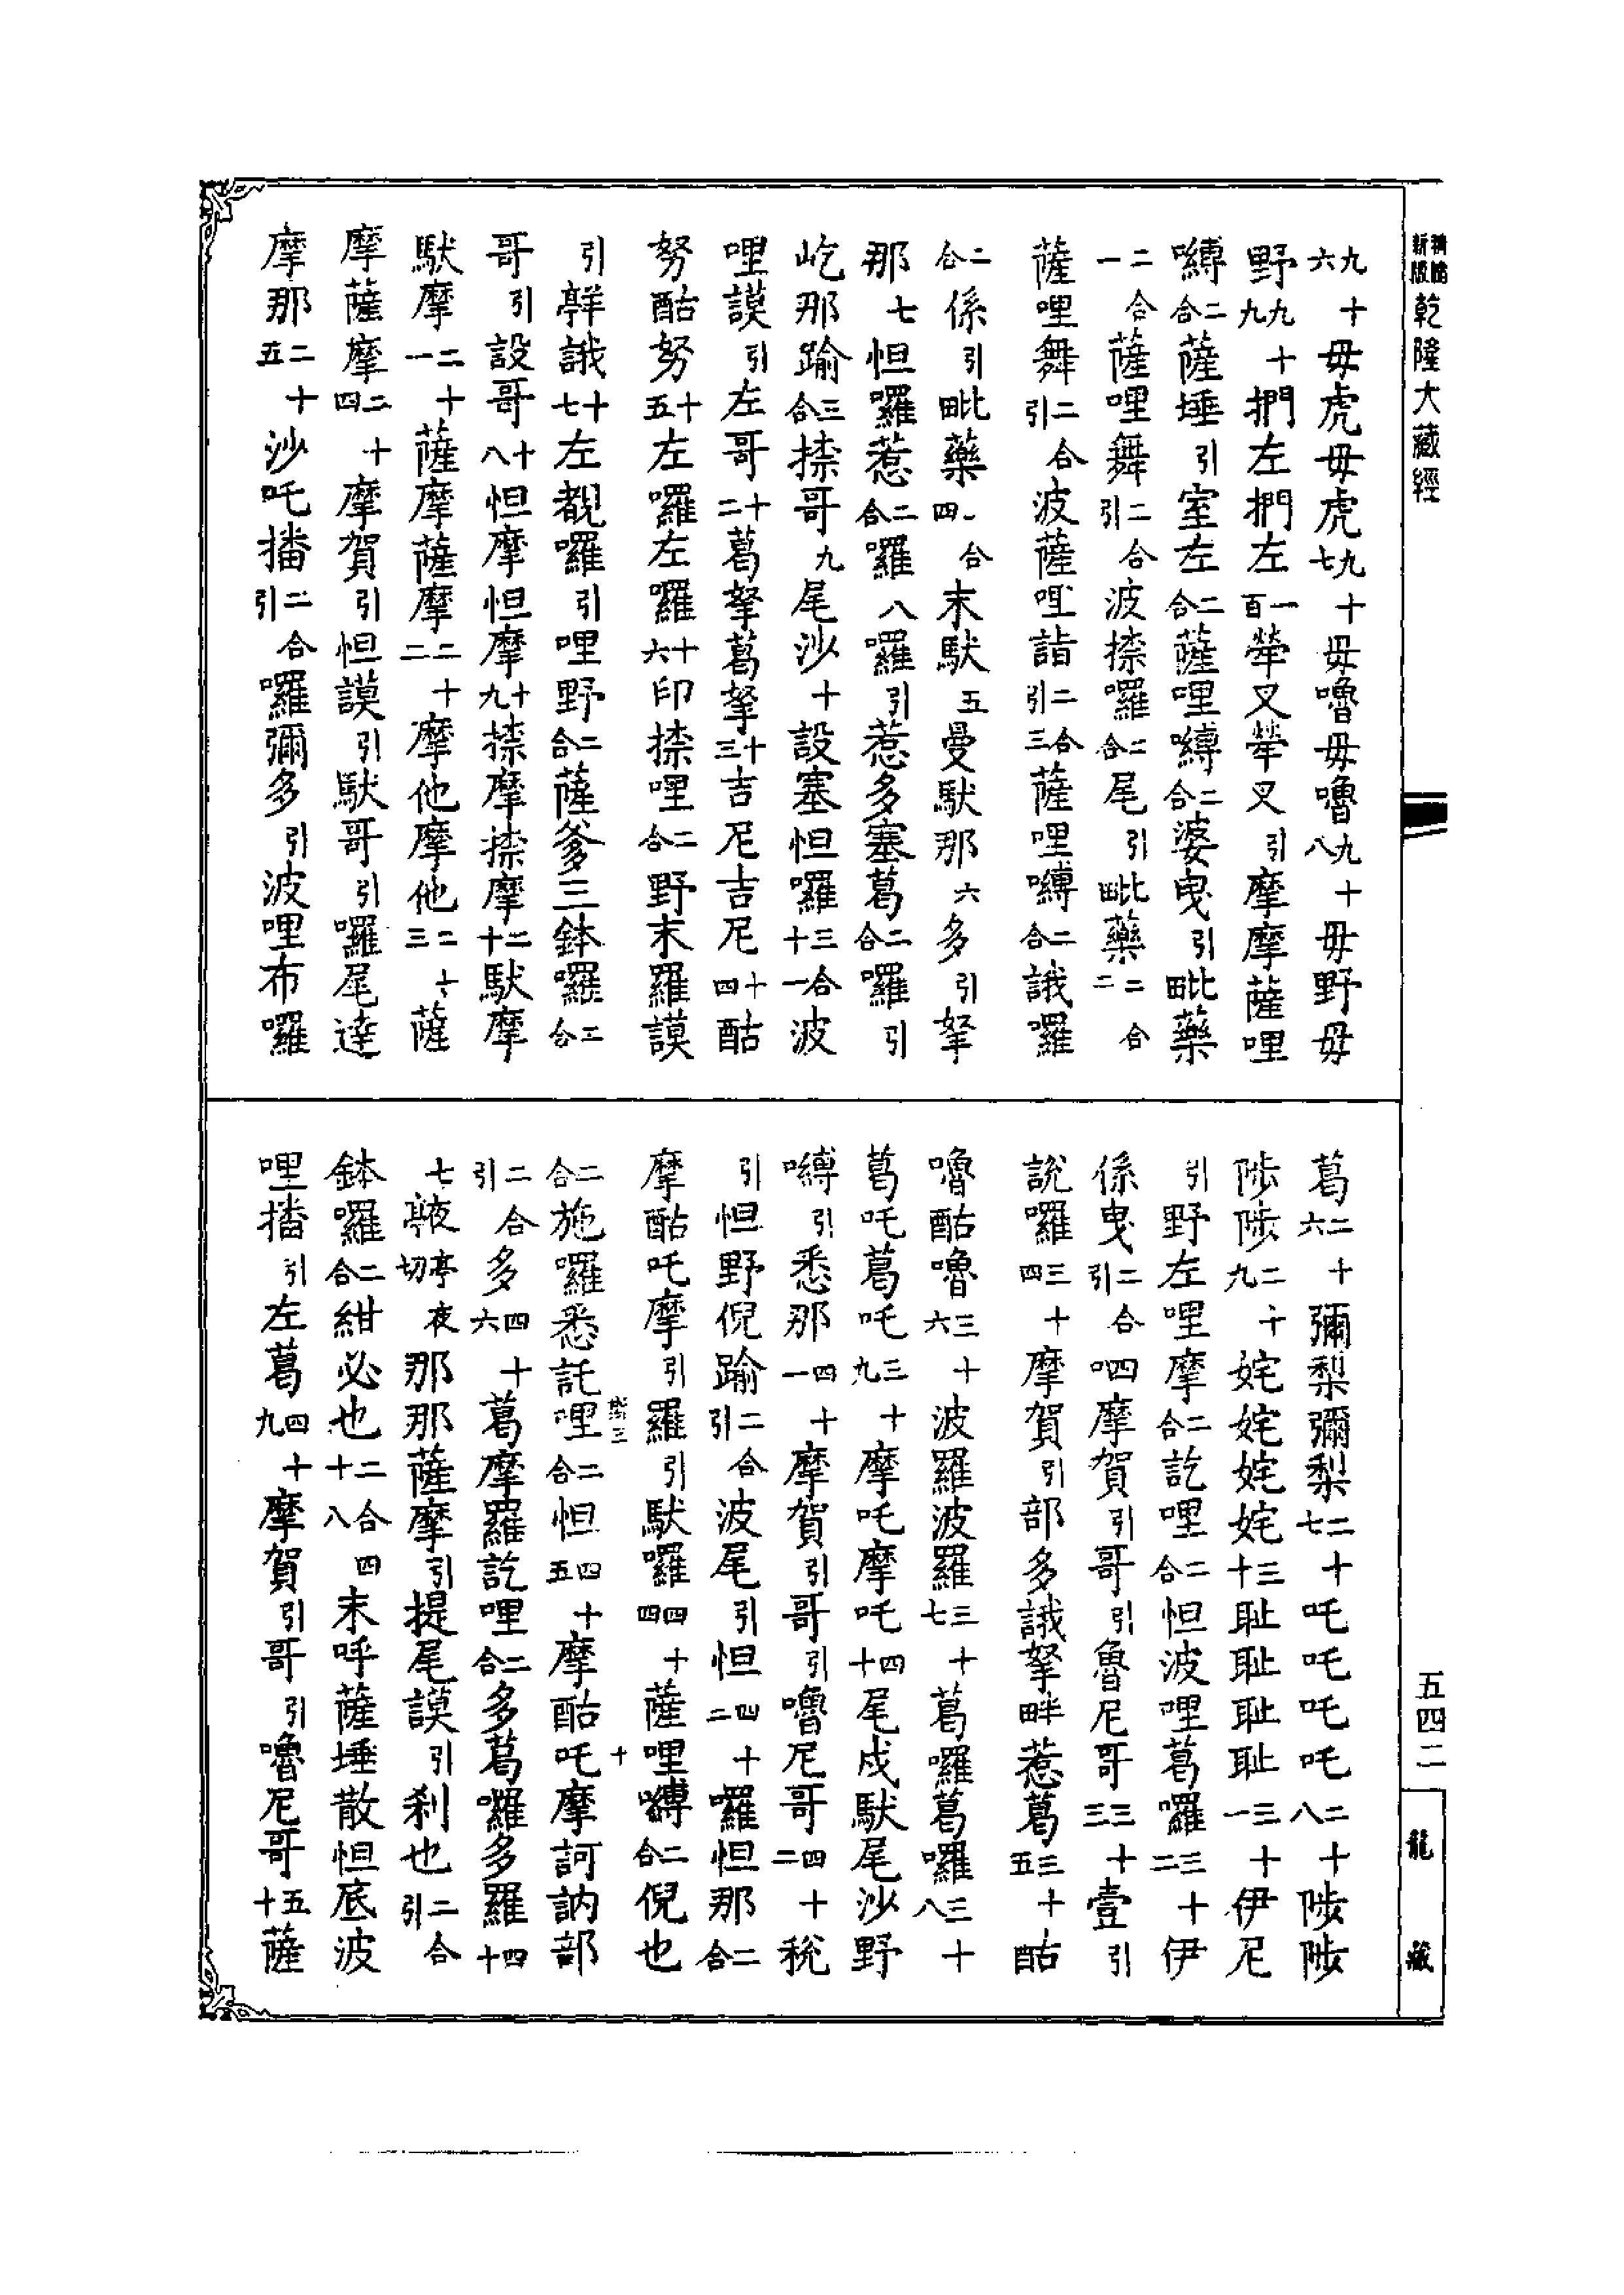 新版乾隆大藏經
九十六毋虎毋虎九十七毋嚕毋嚕九十八毋野毋
野九十九捫左捫左一百犖叉犖叉引摩摩薩哩
嚩二合薩埵引室左二合薩哩嚩二合婆曳引毗藥
二合一薩哩舞二合引波捺囉二合尾引毗藥二合二
薩哩舞二合引波薩哩詣二合引三薩哩嚩二合誐囉
二合係引毗藥二合四末馱五曼馱那六多引拏
那七怛囉惹二合囉八囉引惹多塞葛二合囉引
屹那踰三合捺哥九尾沙十設塞怛囉三合十一波
哩謨引左哥十二葛拏葛拏十三吉尼吉尼十四酤
努酤努十五左囉左囉十六印捺哩二合野末羅謨
引鐸誐十七左覩囉引哩野二合薩爹三鉢囉二合
哥引設哥十八怛摩怛摩十九捺摩捺摩二十馱摩
馱摩二十一薩摩薩摩二十二摩他摩他二十三薩
摩薩摩二十四摩賀引怛謨引馱哥引囉尾達
摩那二十五沙吒播二合引囉彌多引波哩布囉
葛二十六彌梨彌梨二十七吒吒吒吒二十八陟陟
陟陟二十九姹姹姹姹三十耻耻耻耻三十一伊尼
引野左哩摩二合訖哩二合怛波哩葛囉三十二伊
係曳二合引呬摩賀引哥引魯尼哥三十三壹引
說囉三十四摩賀引部多誐拏畔惹葛三十五酤
嚕酤嚕三十六波羅波羅三十七葛囉葛囉三十八
葛吒葛吒三十九摩吒摩吒四十尾戍馱尾沙野
嚩引悉那四十一摩賀引哥引嚕尼哥四十二稅
引怛野倪踰二合引波尾引怛四十二囉怛那二合
摩酤吒摩引羅引馱囉四十四薩哩嚩二合倪也
二合施囉悉託哩二合怛四十五摩酤吒摩訶訥部
二合引多四十六葛摩羅訖哩二合多葛囉多羅四十
七𠽾亭夜切那那薩摩引提尾謨引刹也二合引
鉢囉二合紺必也二合四十八末呼薩埵散怛底波
哩播引左葛四十九摩賀引哥引嚕尼哥五十薩
五四二
龍藏